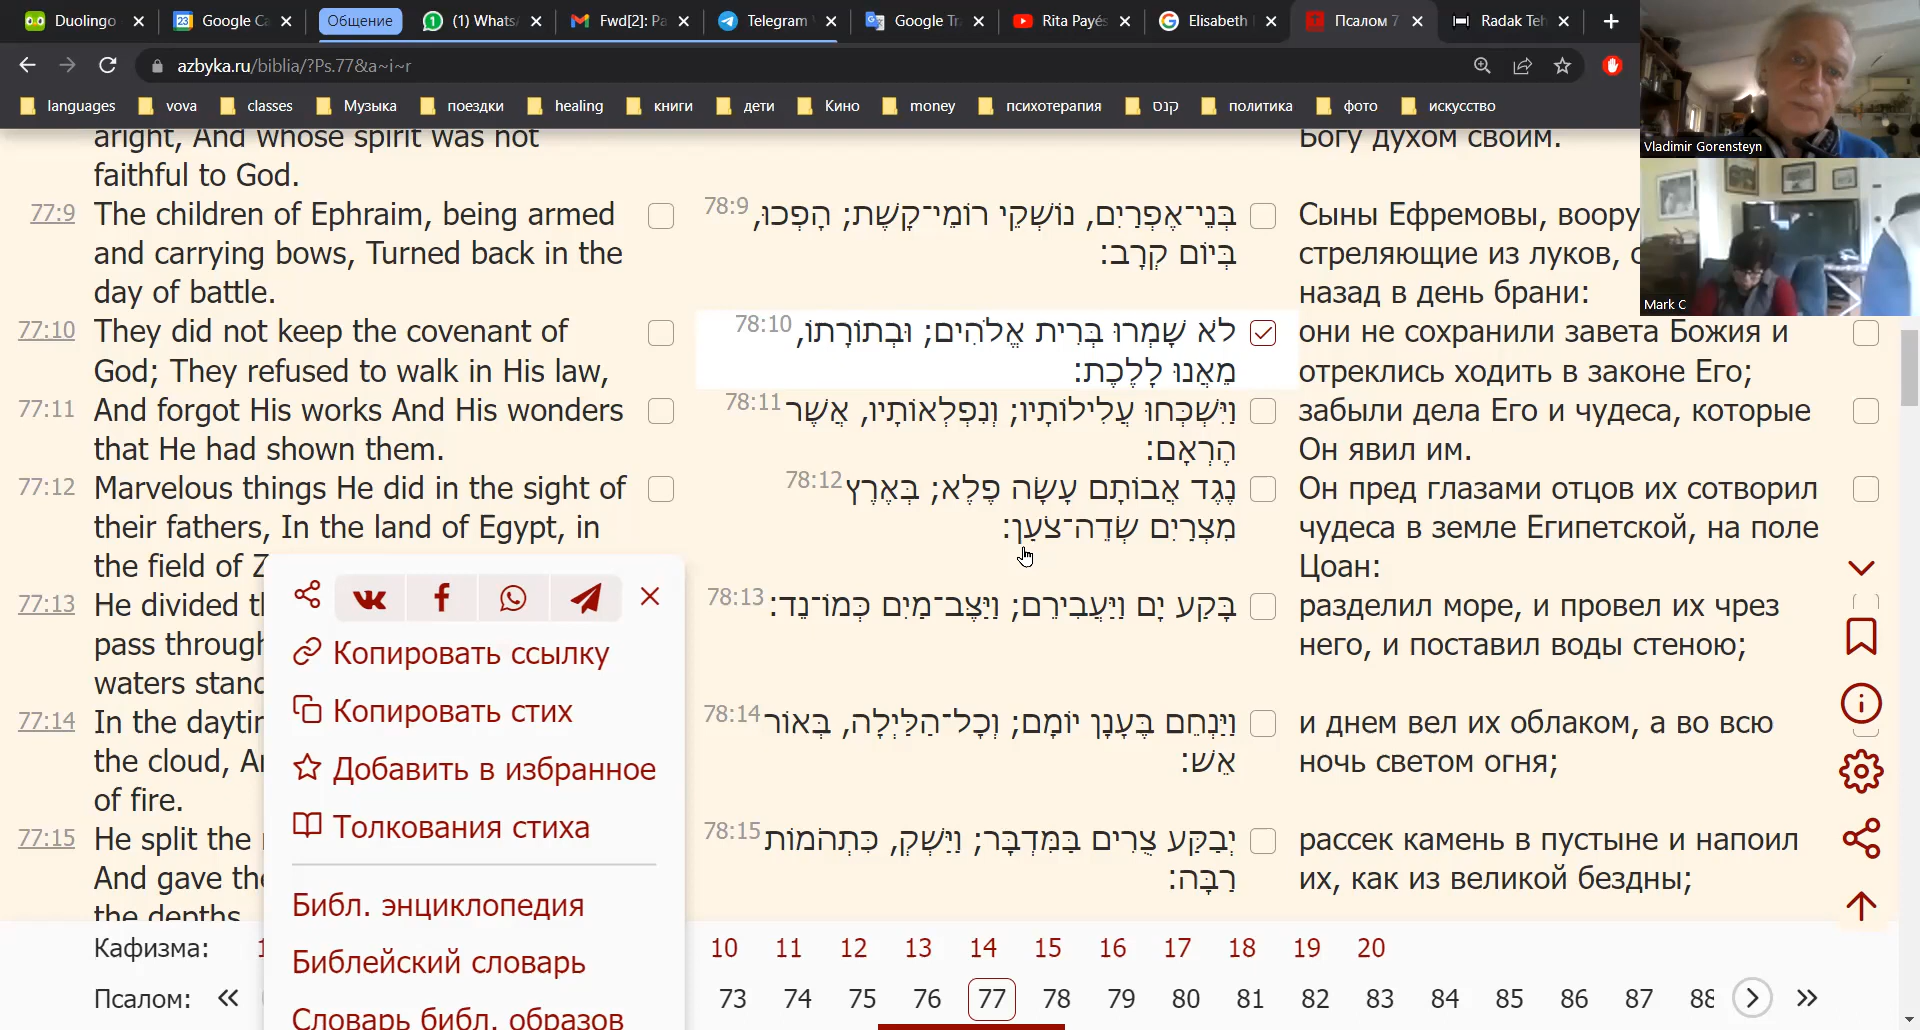 Duolingo
Google Ca
Общение
(1) Whats
Fwd[2]: Pa
Telegram
Google Tr
Rita Payés
Elisabeth
Псалом 7
Radak Teh
azbyka.ru/biblia/?Ps.77&a~i~r
languages
vova
classes
Музыка
поездки
healing
книги
дети
Кино
money
психотерапия
קנס
политика
фото
искусство
Vladimir Gorensteyn
Mark C
aright, And whose spirit was not
faithful to God.
77:9 The children of Ephraim, being armed
and carrying bows, Turned back in the
day of battle.
77:10 They did not keep the covenant of
God; They refused to walk in His law,
77:11 And forgot His works And His wonders
that He had shown them.
77:12 Marvelous things He did in the sight of
their fathers, In the land of Egypt, in
the field of Z
77:13 He divided th
pass through
waters stand
77:14 In the daytim
the cloud, An
of fire.
77:15 He split the
And gave the
the depths
78:9 בְּנֵי־אֶפְרַיִם, נוֹשְׁקֵי רוֹמֵי־קָשֶׁת; הָפְכוּ,
בְּיוֹם קְרָב:
78:10 לֹא שָׁמְרוּ בְּרִית אֱלֹהִים; וּבְתוֹרָתוֹ,
מֵאֲנוּ לָלֶכֶת:
78:11 וַיִּשְׁכְּחוּ עֲלִילוֹתָיו; וְנִפְלְאוֹתָיו, אֲשֶׁר
הֶרְאָם:
78:12 נֶגֶד אֲבוֹתָם עָשָׂה פֶלֶא; בְּאֶרֶץ
מִצְרַיִם שְׂדֵה־צֹעַן:
78:13 בָּקַע יָם וַיַּעֲבִירֵם; וַיַּצֶּב־מַיִם כְּמוֹ־נֵד:
78:14 וַיַּנְחֵם בֶּעָנָן יוֹמָם; וְכָל־הַלַּיְלָה, בְּאוֹר
אֵשׁ:
78:15 יְבַקַּע צֻרִים בַּמִּדְבָּר; וַיַּשְׁקְ, כִּתְהֹמוֹת
רַבָּה:
Богу духом своим.
Сыны Ефремовы, воору
стреляющие из луков, о
назад в день брани:
они не сохранили завета Божия и
отреклись ходить в законе Его;
забыли дела Его и чудеса, которые
Он явил им.
Он пред глазами отцов их сотворил
чудеса в земле Египетской, на поле
Цоан:
разделил море, и провел их чрез
него, и поставил воды стеною;
и днем вел их облаком, а во всю
ночь светом огня;
рассек камень в пустыне и напоил
их, как из великой бездны;
Копировать ссылку
Копировать стих
Добавить в избранное
Толкования стиха
Библ. энциклопедия
Библейский словарь
Словарь библ. образов
Кафизма: 1 10 11 12 13 14 15 16 17 18 19 20
Псалом: « 73 74 75 76 77 78 79 80 81 82 83 84 85 86 87 88 »